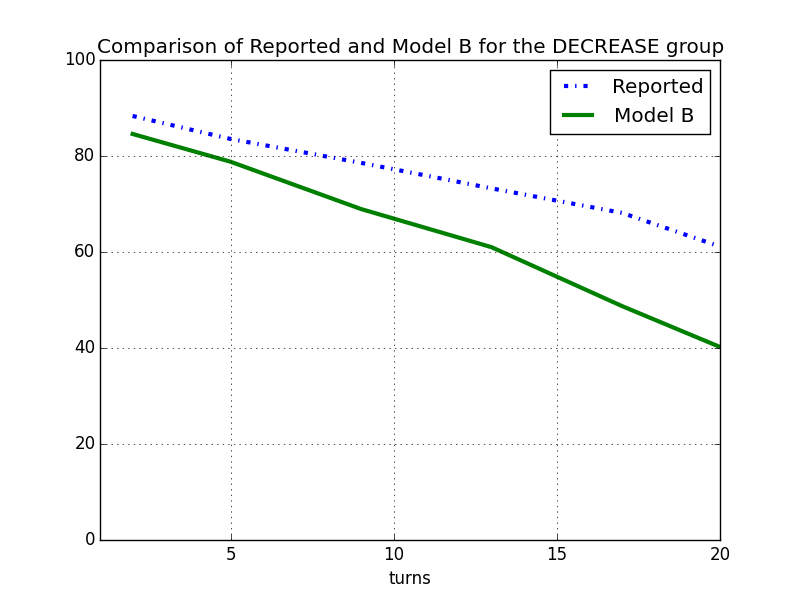 Comparison of Reported and Model B for the DECREASE group
100
80
60
40
20
0
Reported
Model B
5
10
15
20
turns